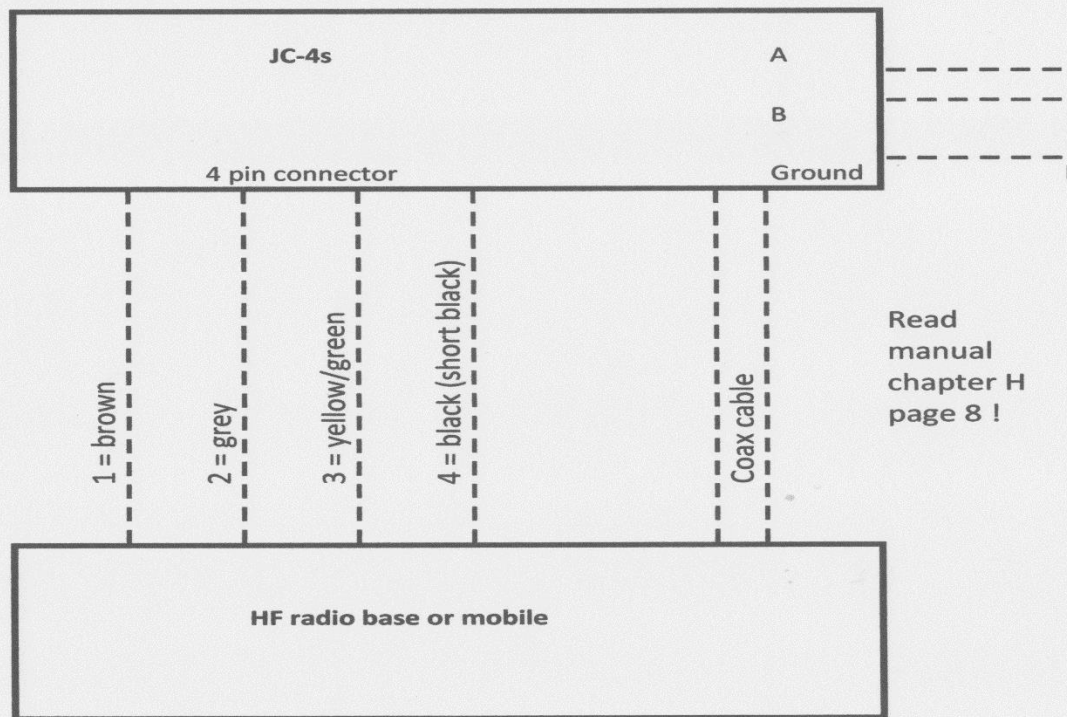 JC-4s
A
B
4 pin connector
Ground
1 = brown
2 = grey
3 = yellow/green
4 = black (short black)
Coax cable
Read
manual
chapter H
page 8 !
HF radio base or mobile